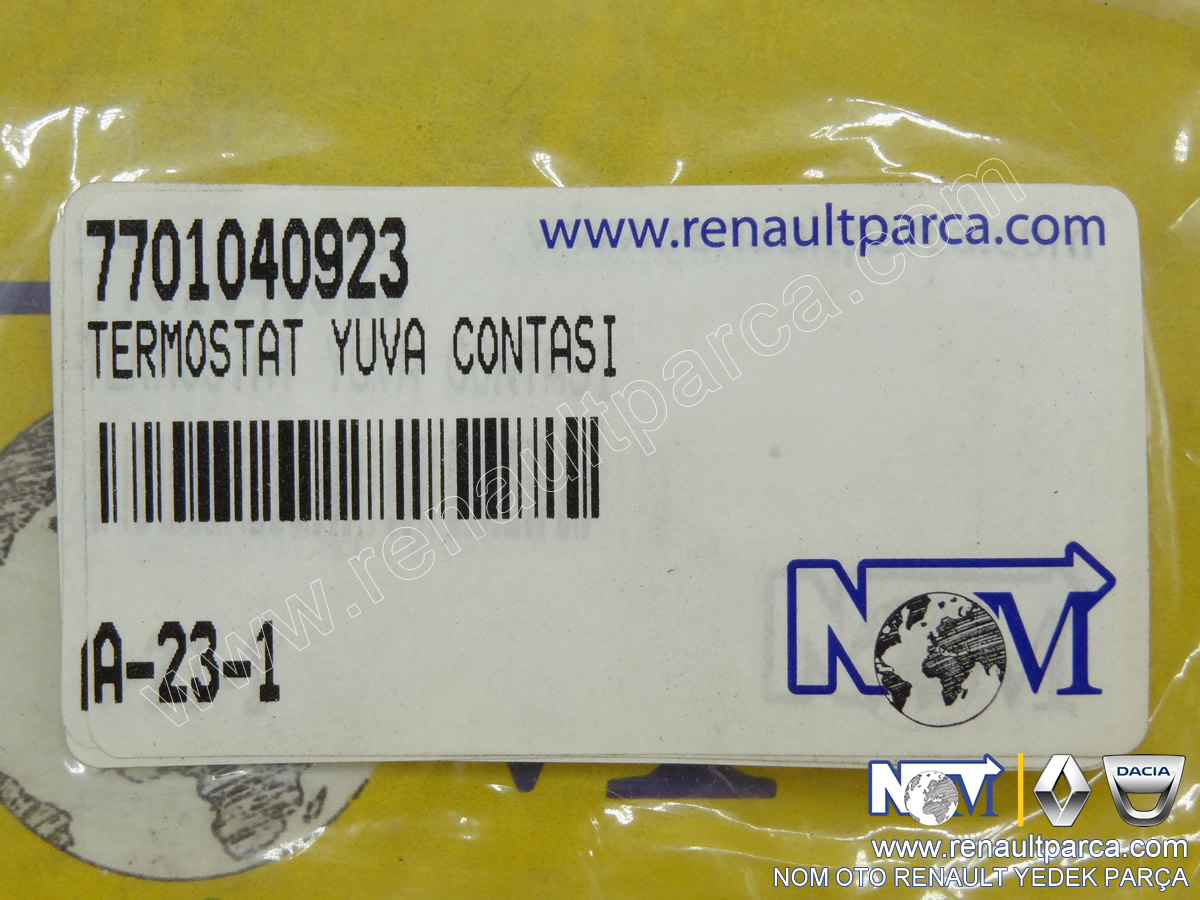 7701040923
www.renaultparca.com
TERMOSTAT YUVA CONTASI
www.renaultparca.com
A-23-1
NOM
NOM
DACIA
www.renaultparca.com
NOM OTO RENAULT YEDEK PARÇA